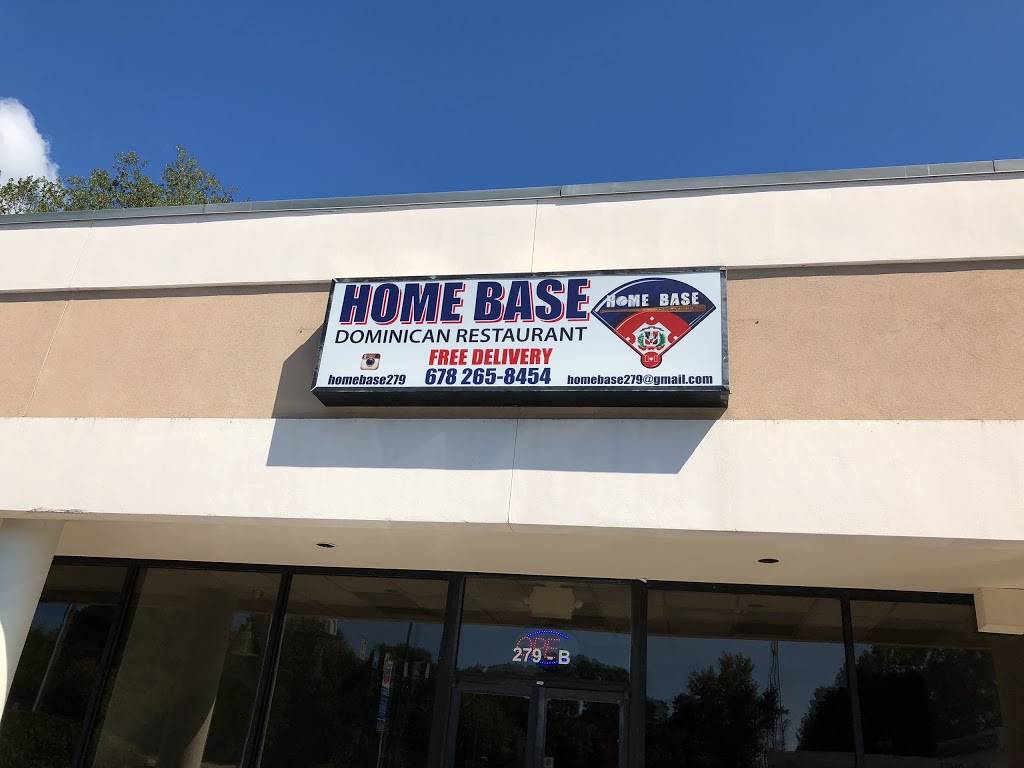 HOME BASE
DOMINICAN RESTAURANT
FREE DELIVERY
678 265-8454
homebase279
homebase279@gmail.com
HOME BASE
279 - B